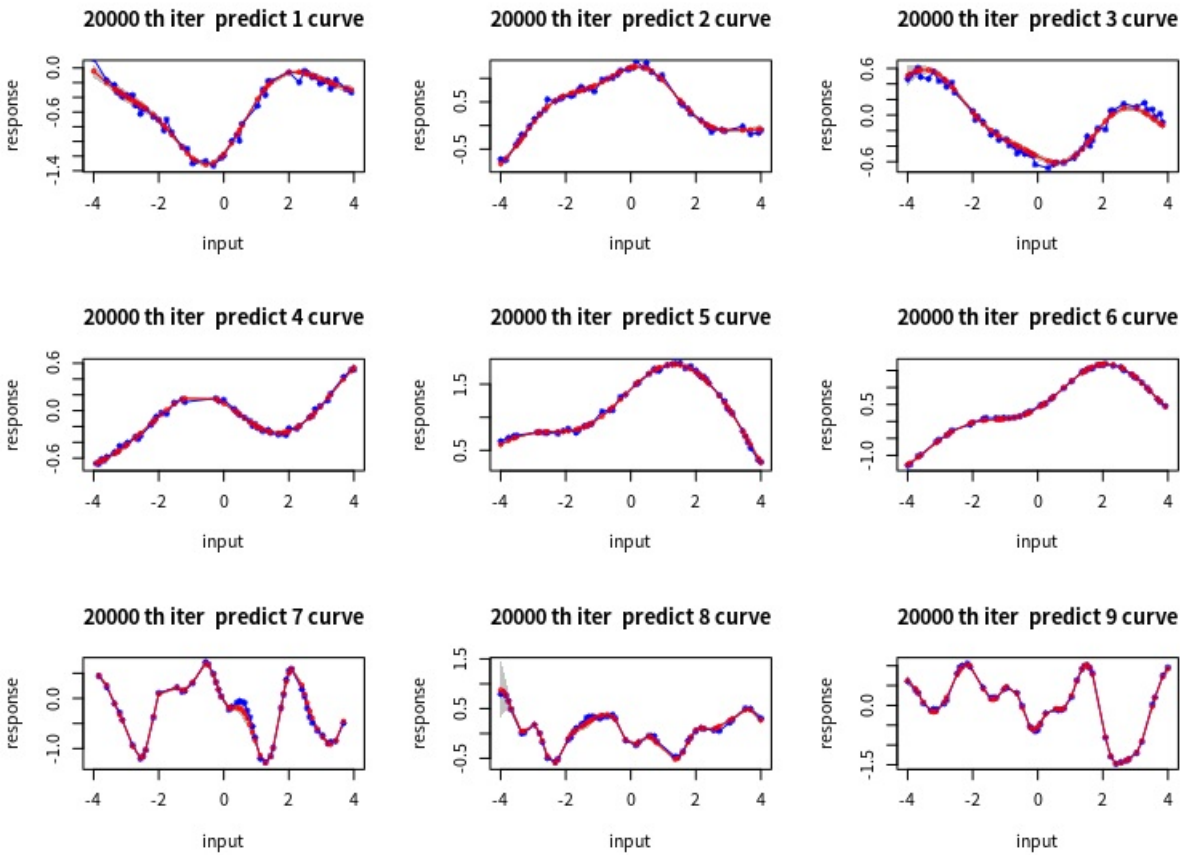 20000 th iter  predict 1 curve
20000 th iter  predict 2 curve
20000 th iter  predict 3 curve
response
0.0
-0.6
-1.4
-4 -2 0 2 4
input
response
0.5
-0.5
-4 -2 0 2 4
input
response
0.6
0.0
-0.6
-4 -2 0 2 4
input
20000 th iter  predict 4 curve
20000 th iter  predict 5 curve
20000 th iter  predict 6 curve
response
0.6
0.0
-0.6
-4 -2 0 2 4
input
response
1.5
0.5
-4 -2 0 2 4
input
response
0.5
-1.0
-4 -2 0 2 4
input
20000 th iter  predict 7 curve
20000 th iter  predict 8 curve
20000 th iter  predict 9 curve
response
0.0
-1.0
-4 -2 0 2 4
input
response
1.5
0.5
-0.5
-4 -2 0 2 4
input
response
0.0
-1.5
-4 -2 0 2 4
input